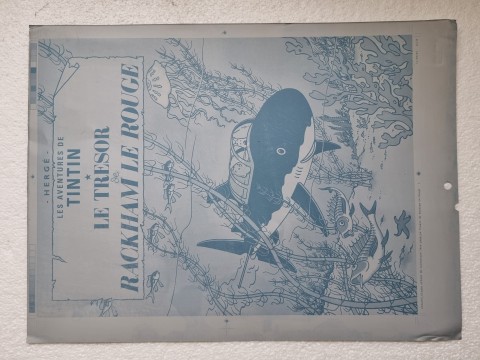 - HERGÉ -
LES AVENTURES DE
TINTIN
LE TRÉSOR
DE
RACKHAM LE ROUGE